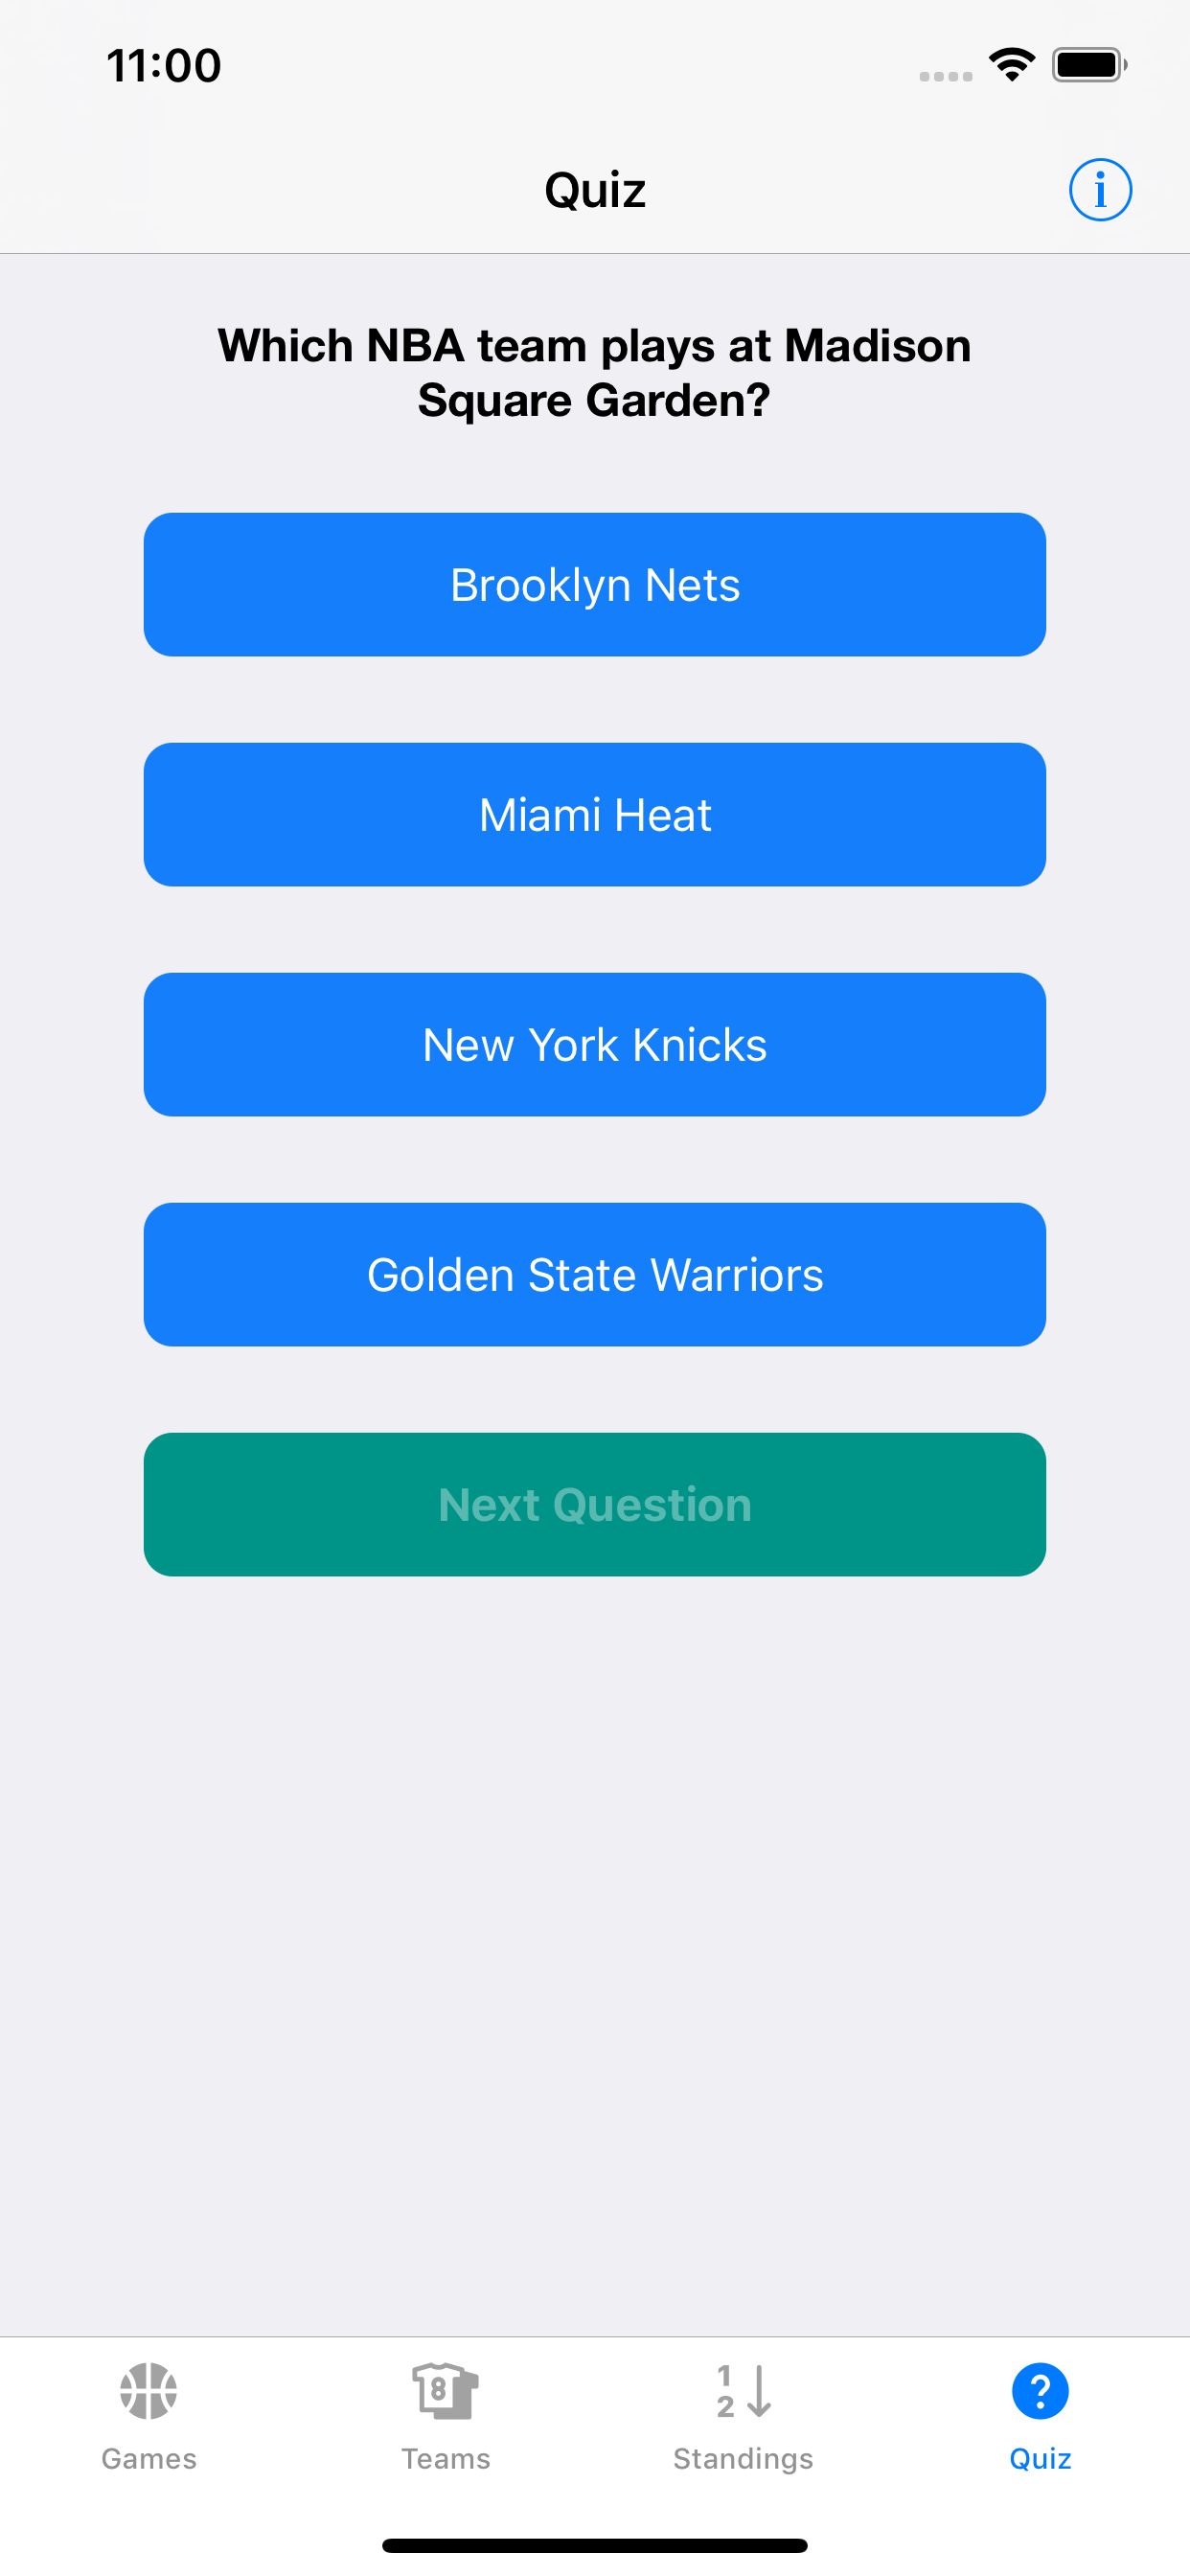 11:00
Quiz
Which NBA team plays at Madison
Square Garden?
Brooklyn Nets
Miami Heat
New York Knicks
Golden State Warriors
Next Question
Games
Teams
Standings
Quiz